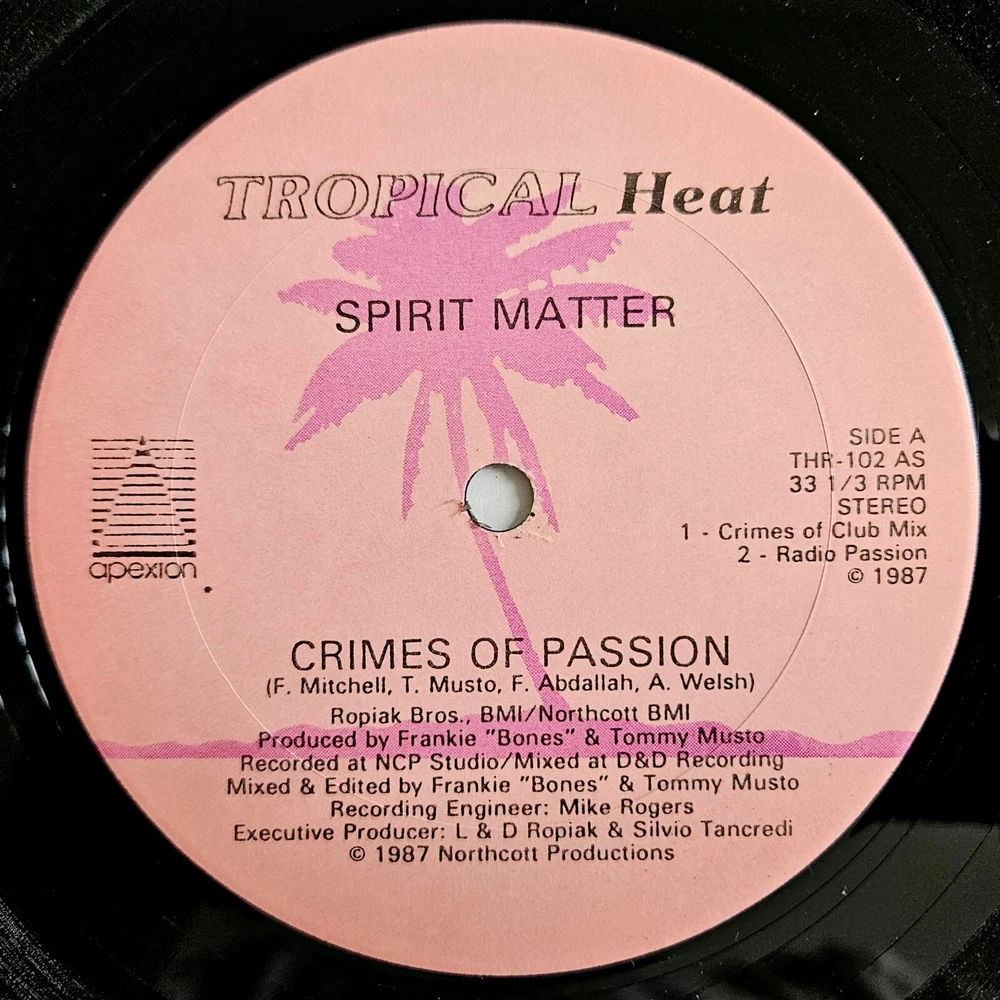 TROPICAL Heat
SPIRIT MATTER
apexion
SIDE A
THR-102 AS
33 1/3 RPM
STEREO
1 - Crimes of Club Mix
2 - Radio Passion
© 1987
CRIMES OF PASSION
(F. Mitchell, T. Musto, F. Abdallah, A. Welsh)
Ropiak Bros., BMI/Northcott BMI
Produced by Frankie "Bones" & Tommy Musto
Recorded at NCP Studio/Mixed at D&D Recording
Mixed & Edited by Frankie "Bones" & Tommy Musto
Recording Engineer: Mike Rogers
Executive Producer: L & D Ropiak & Silvio Tancredi
© 1987 Northcott Productions